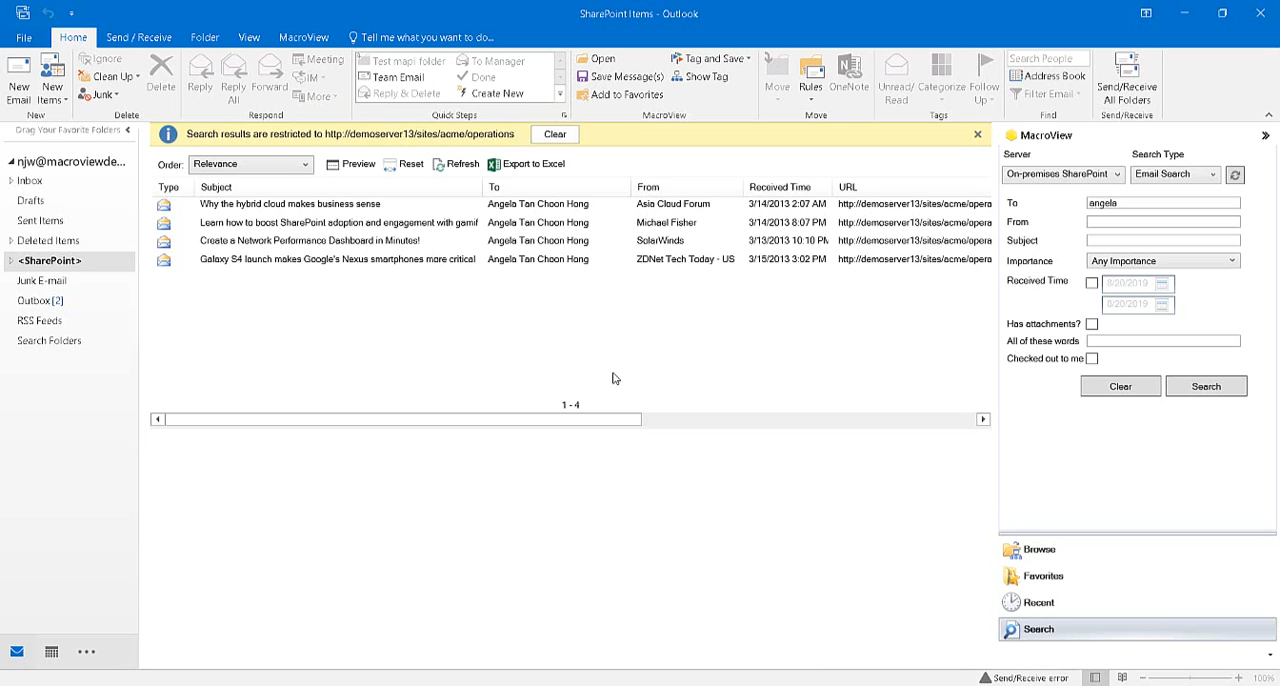 SharePoint Items - Outlook
File Home Send / Receive Folder View MacroView Tell me what you want to do...
New Email
New Items
Ignore
Clean Up
Junk
Delete
Reply
Reply All
Forward
Meeting
IM
More
Test mapi folder
Team Email
Reply & Delete
To Manager
Done
Create New
Open
Save Message(s)
Add to Favorites
Tag and Save
Show Tag
Move
Rules
OneNote
Unread/ Read
Categorize
Follow Up
Search People
Address Book
Filter Email
Send/Receive All Folders
New Delete Respond Quick Steps MacroView Move Tags Find Send/Receive
Drag Your Favorite Folders
njw@macroviewde...
Inbox
Drafts
Sent Items
Deleted Items
<SharePoint>
Junk E-mail
Outbox [2]
RSS Feeds
Search Folders
Search results are restricted to http://demoserver13/sites/acme/operations Clear
Order: Relevance Preview Reset Refresh Export to Excel
Type Subject To From Received Time URL
Why the hybrid cloud makes business sense Angela Tan Choon Hong Asia Cloud Forum 3/14/2013 2:07 AM http://demoserver13/sites/acme/opera
Learn how to boost SharePoint adoption and engagement with gamif Angela Tan Choon Hong Michael Fisher 3/14/2013 8:07 PM http://demoserver13/sites/acme/opera
Create a Network Performance Dashboard in Minutes! Angela Tan Choon Hong SolarWinds 3/13/2013 10:10 PM http://demoserver13/sites/acme/opera
Galaxy S4 launch makes Google's Nexus smartphones more critical Angela Tan Choon Hong ZDNet Tech Today - US 3/15/2013 3:02 PM http://demoserver13/sites/acme/opera
1 - 4
MacroView
Server Search Type
On-premises SharePoint Email Search
To angela
From
Subject
Importance Any Importance
Received Time 8/20/2019
8/20/2019
Has attachments?
All of these words
Checked out to me
Clear Search
Browse
Favorites
Recent
Search
Send/Receive error 100%